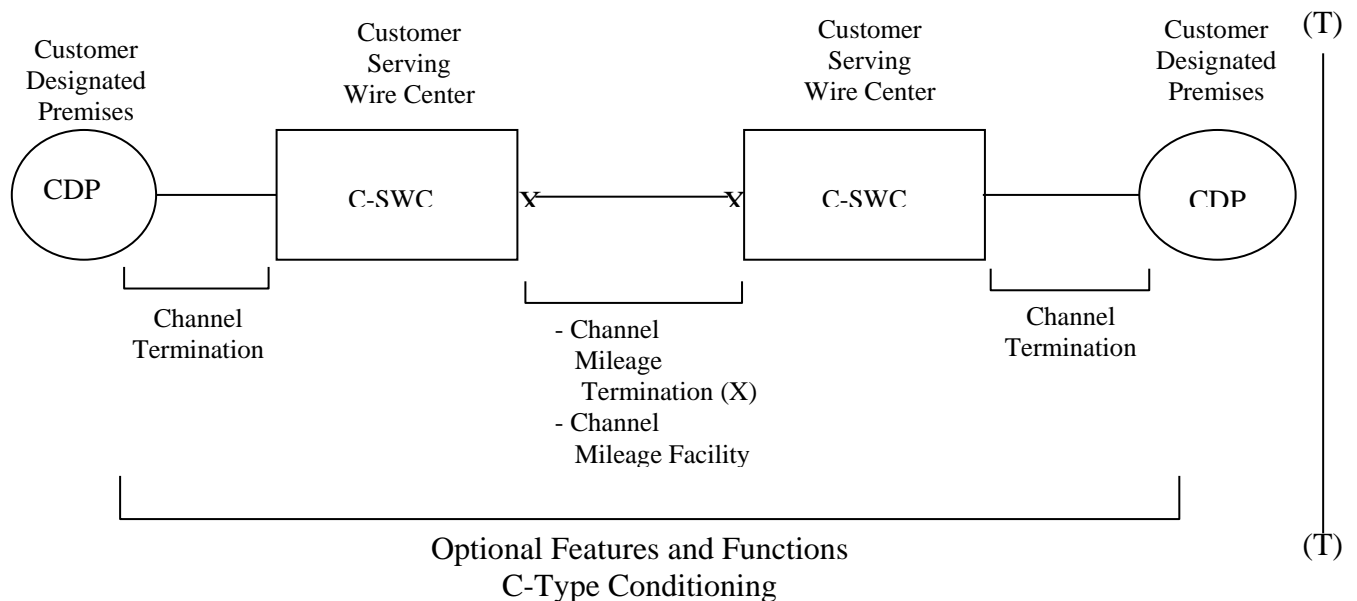 Customer
Designated
Premises
Customer
Serving
Wire Center
Customer
Serving
Wire Center
Customer
Designated
Premises
(T)
CDP
C-SWC
X
X
C-SWC
CDP
Channel
Termination
- Channel
Mileage
Termination (X)
- Channel
Mileage Facility
Channel
Termination
Optional Features and Functions
C-Type Conditioning
(T)